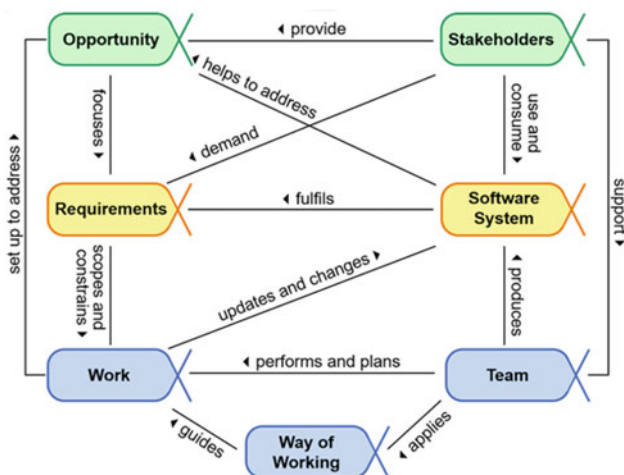 Opportunity
◄ provide
Stakeholders
◄ helps to address
focuses ►
◄ demand
use and
consume ►
set up to address ►
support ►
Requirements
◄ fulfils
Software
System
scopes and
constrains ►
updates and changes ►
◄ produces
Work
◄ performs and plans
Team
◄ guides
Way of
Working
◄ applies